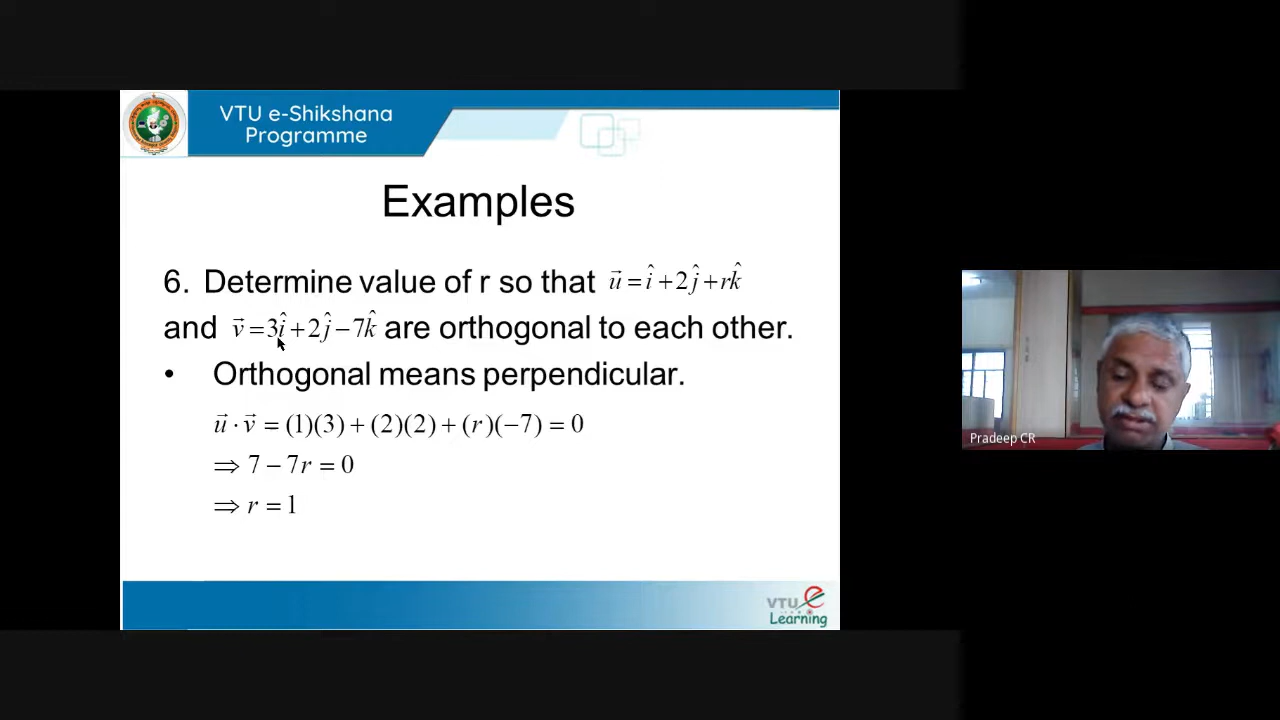 VTU e-Shikshana
Programme
Examples
6. Determine value of r so that u⃗ = î + 2ĵ + rk̂
and v⃗ = 3î + 2ĵ − 7k̂ are orthogonal to each other.
• Orthogonal means perpendicular.
u⃗ · v⃗ = (1)(3) + (2)(2) + (r)(−7) = 0
⇒ 7 − 7r = 0
⇒ r = 1
Pradeep CR
VTU e
Learning